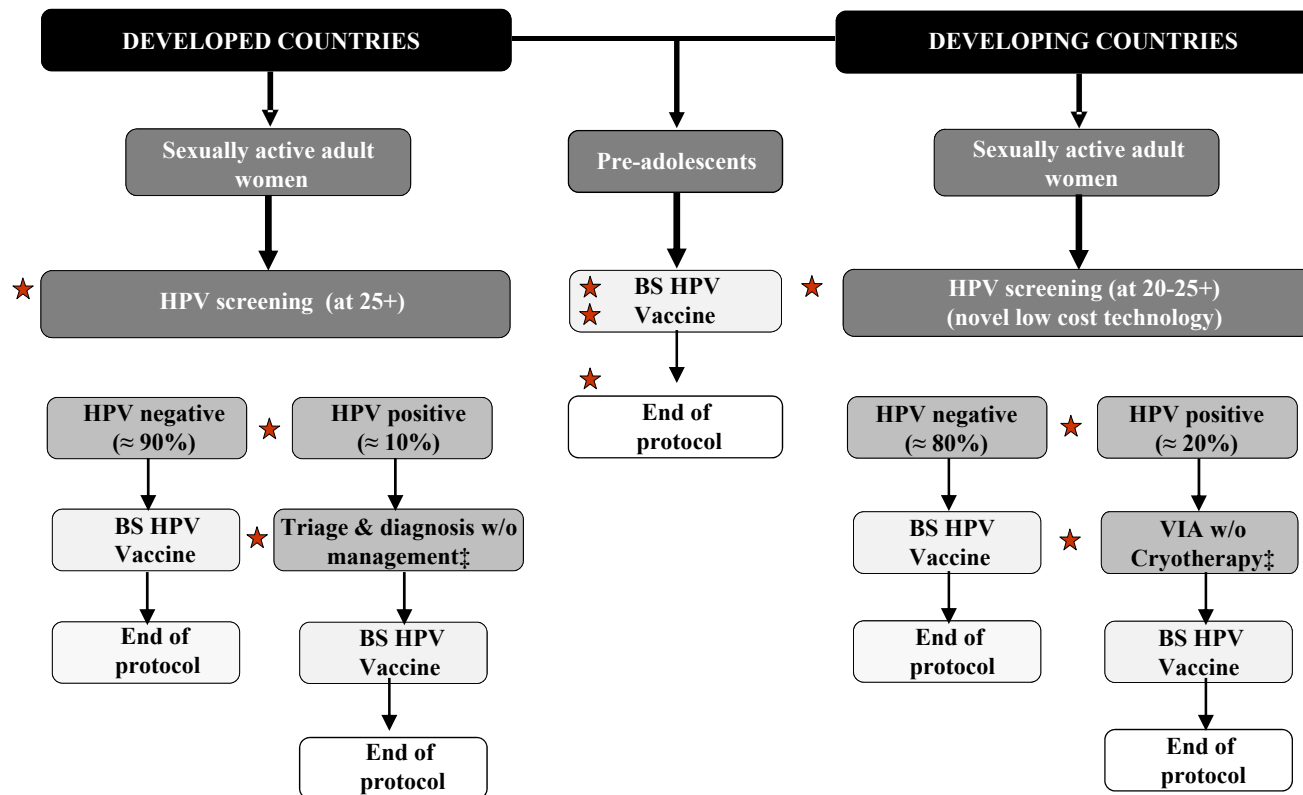 DEVELOPED COUNTRIES
DEVELOPING COUNTRIES
Sexually active adult
women
Pre-adolescents
Sexually active adult
women
HPV screening (at 25+)
BS HPV
Vaccine
HPV screening (at 20-25+)
(novel low cost technology)
HPV negative
(≈ 90%)
HPV positive
(≈ 10%)
End of
protocol
HPV negative
(≈ 80%)
HPV positive
(≈ 20%)
BS HPV
Vaccine
Triage & diagnosis w/o
management‡
BS HPV
Vaccine
VIA w/o
Cryotherapy‡
End of
protocol
BS HPV
Vaccine
End of
protocol
BS HPV
Vaccine
End of
protocol
End of
protocol